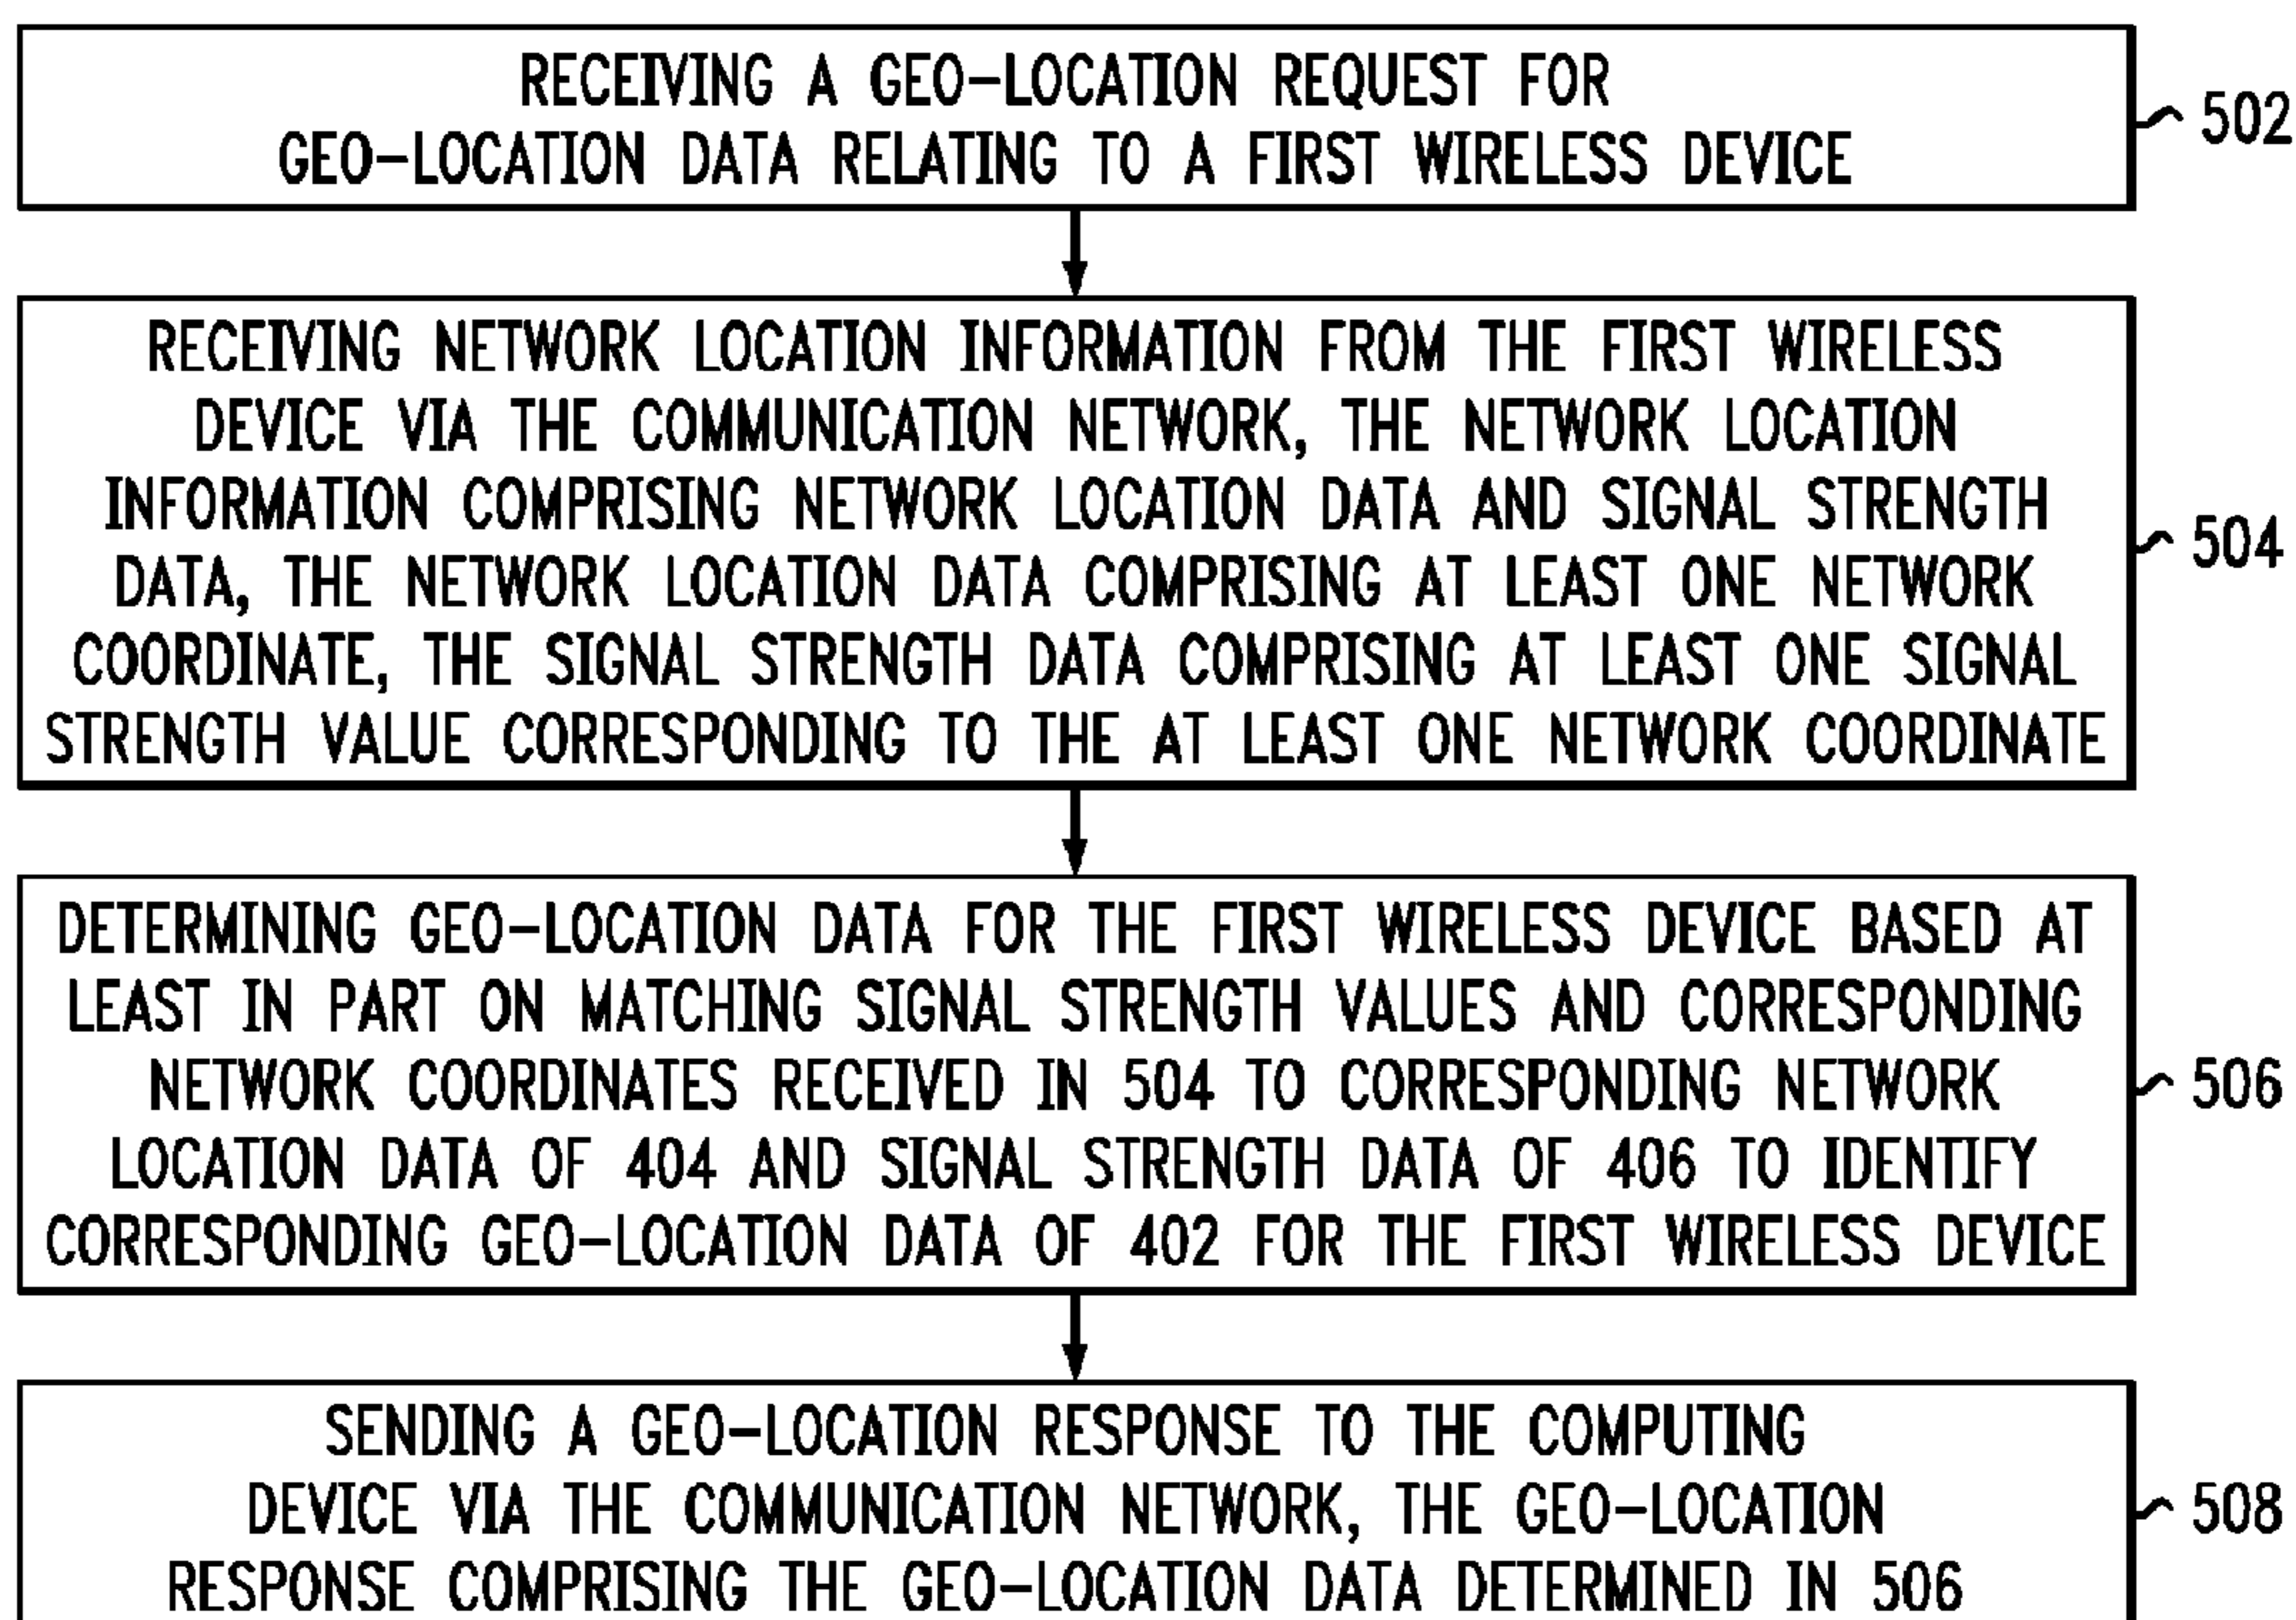 RECEIVING A GEO-LOCATION REQUEST FOR
GEO-LOCATION DATA RELATING TO A FIRST WIRELESS DEVICE
502
RECEIVING NETWORK LOCATION INFORMATION FROM THE FIRST WIRELESS
DEVICE VIA THE COMMUNICATION NETWORK, THE NETWORK LOCATION
INFORMATION COMPRISING NETWORK LOCATION DATA AND SIGNAL STRENGTH
DATA, THE NETWORK LOCATION DATA COMPRISING AT LEAST ONE NETWORK
COORDINATE, THE SIGNAL STRENGTH DATA COMPRISING AT LEAST ONE SIGNAL
STRENGTH VALUE CORRESPONDING TO THE AT LEAST ONE NETWORK COORDINATE
504
DETERMINING GEO-LOCATION DATA FOR THE FIRST WIRELESS DEVICE BASED AT
LEAST IN PART ON MATCHING SIGNAL STRENGTH VALUES AND CORRESPONDING
NETWORK COORDINATES RECEIVED IN 504 TO CORRESPONDING NETWORK
LOCATION DATA OF 404 AND SIGNAL STRENGTH DATA OF 406 TO IDENTIFY
CORRESPONDING GEO-LOCATION DATA OF 402 FOR THE FIRST WIRELESS DEVICE
506
SENDING A GEO-LOCATION RESPONSE TO THE COMPUTING
DEVICE VIA THE COMMUNICATION NETWORK, THE GEO-LOCATION
RESPONSE COMPRISING THE GEO-LOCATION DATA DETERMINED IN 506
508